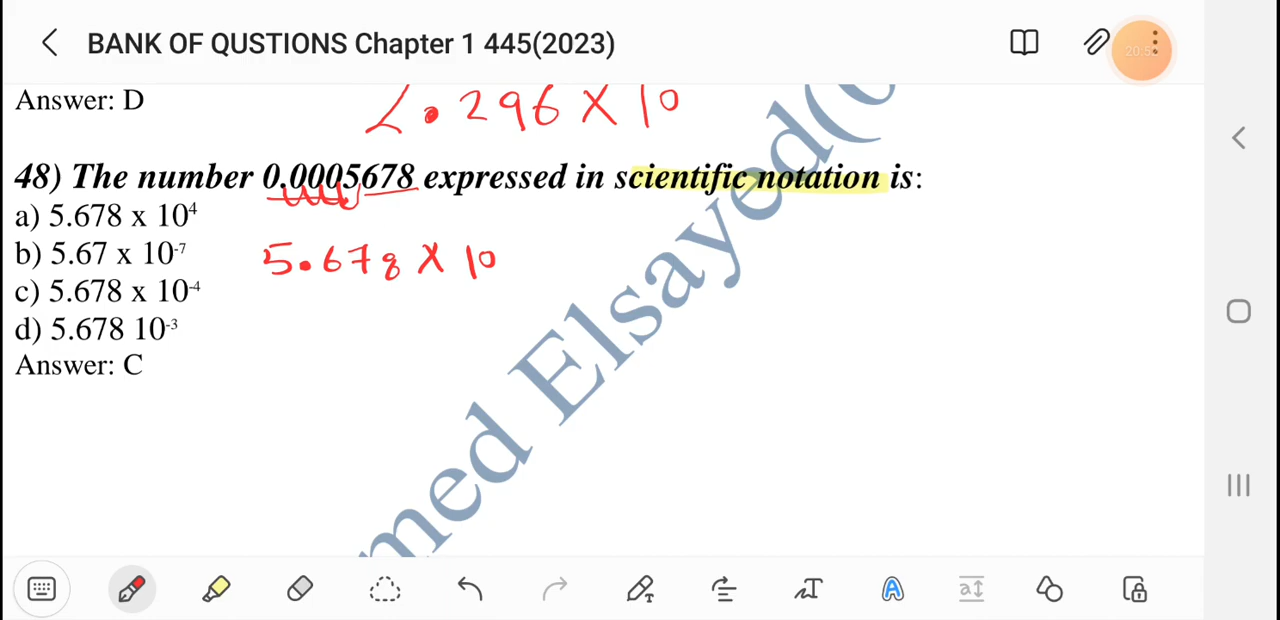 BANK OF QUSTIONS Chapter 1 445(2023)
20:5
Answer: D
2.296 X 10
48) The number 0.0005678 expressed in scientific notation is:
a) 5.678 x 10⁴
b) 5.67 x 10⁻⁷
5.678 X 10
c) 5.678 x 10⁻⁴
d) 5.678 10⁻³
Answer: C
med Elsayed(